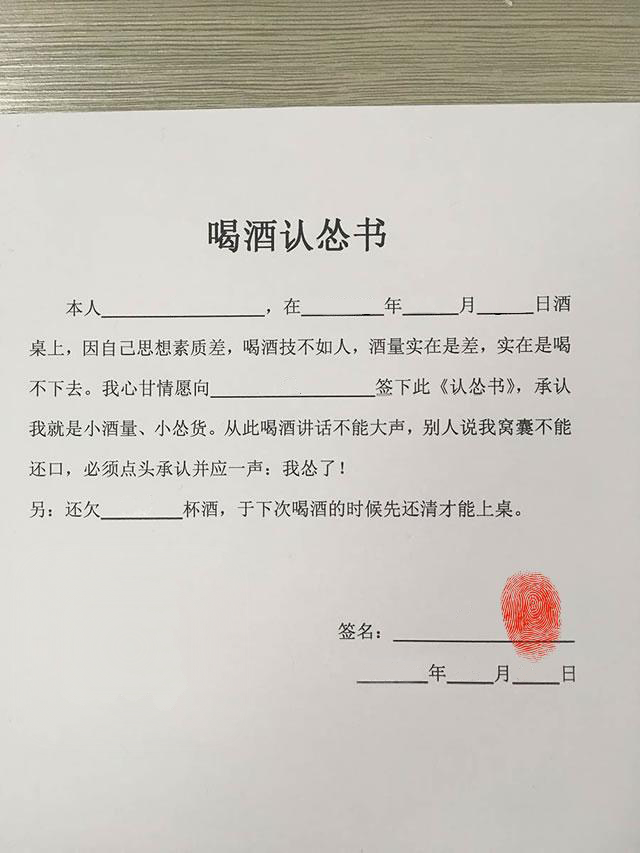 喝酒认怂书
本人__________________，在_________年______月______日酒
桌上，因自己思想素质差，喝酒技不如人，酒量实在是差，实在是喝
不下去。我心甘情愿向__________________签下此《认怂书》，承认
我就是小酒量、小怂货。从此喝酒讲话不能大声，别人说我窝囊不能
还口，必须点头承认并应一声：我怂了！
另：还欠_________杯酒，于下次喝酒的时候先还清才能上桌。
签名：____________________
________年_____月_____日